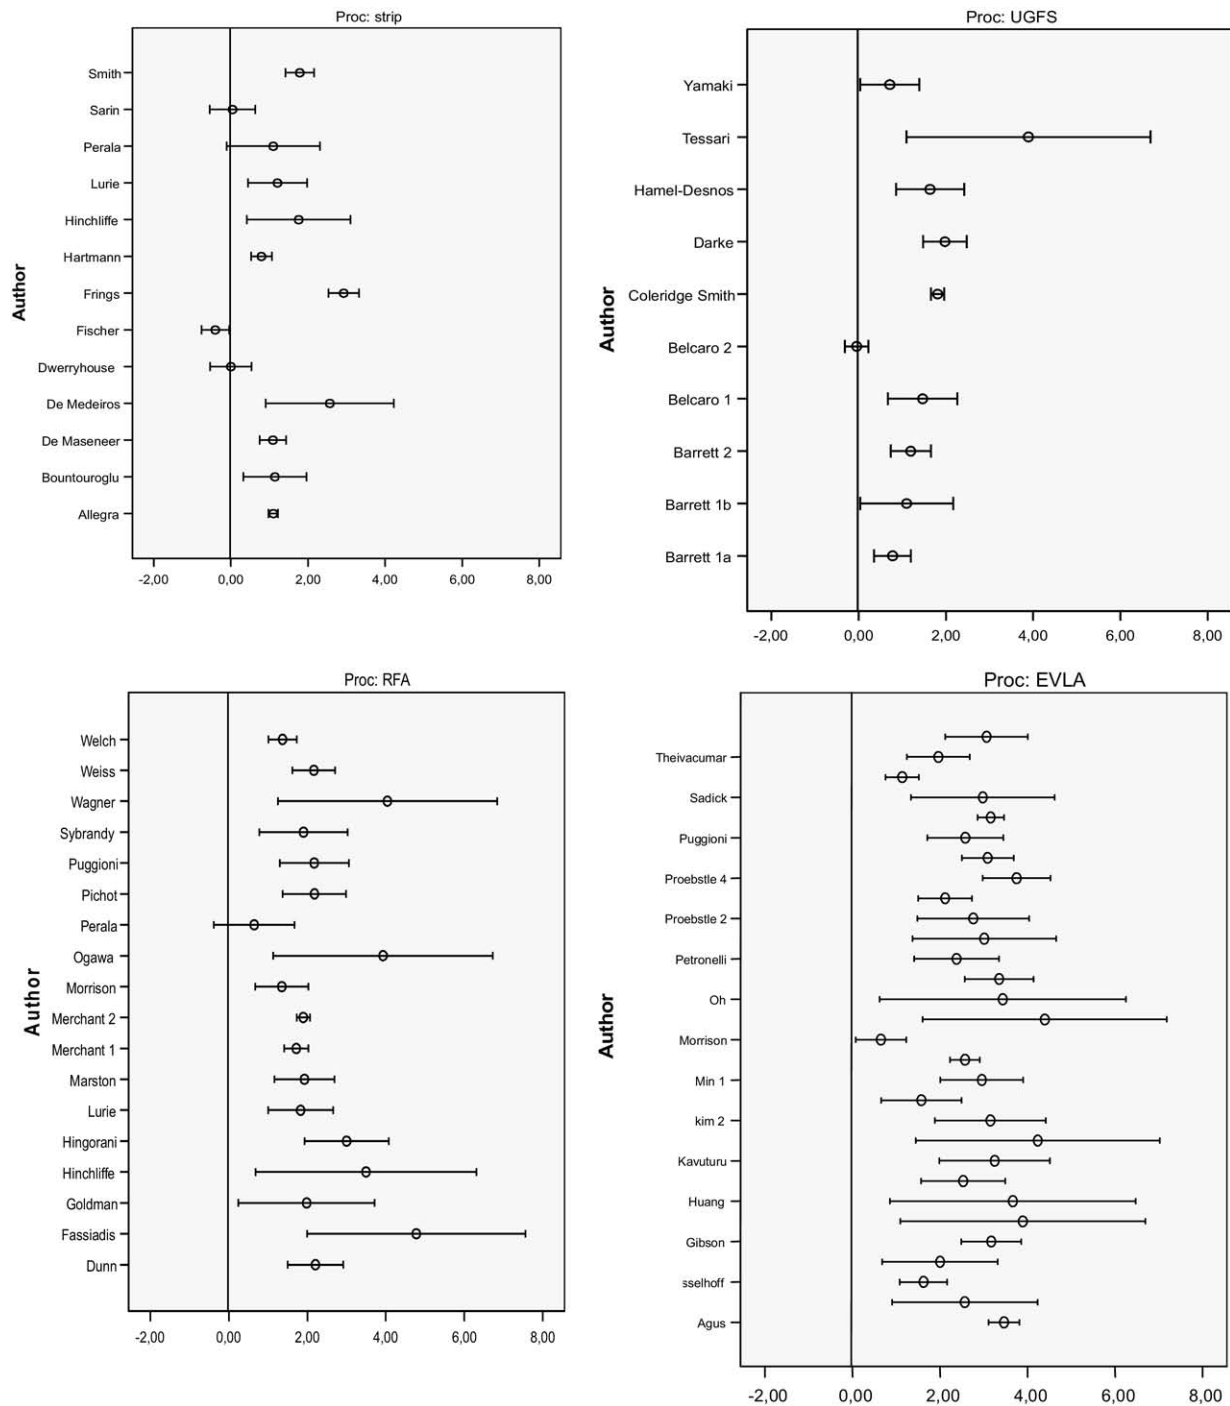 Proc: strip
Author
Smith
Sarin
Perala
Lurie
Hinchliffe
Hartmann
Frings
Fischer
Dwerryhouse
De Medeiros
De Maseneer
Bountouroglu
Allegra
-2,00 0,00 2,00 4,00 6,00 8,00
Proc: UGFS
Author
Yamaki
Tessari
Hamel-Desnos
Darke
Coleridge Smith
Belcaro 2
Belcaro 1
Barrett 2
Barrett 1b
Barrett 1a
-2,00 0,00 2,00 4,00 6,00 8,00
Proc: RFA
Author
Welch
Weiss
Wagner
Sybrandy
Puggioni
Pichot
Perala
Ogawa
Morrison
Merchant 2
Merchant 1
Marston
Lurie
Hingorani
Hinchliffe
Goldman
Fassiadis
Dunn
-2,00 0,00 2,00 4,00 6,00 8,00
Proc: EVLA
Author
Theivacumar
Sadick
Puggioni
Proebstle 4
Proebstle 2
Petronelli
Oh
Morrison
Min 1
kim 2
Kavuturu
Huang
Gibson
sselhoff
Agus
-2,00 0,00 2,00 4,00 6,00 8,00